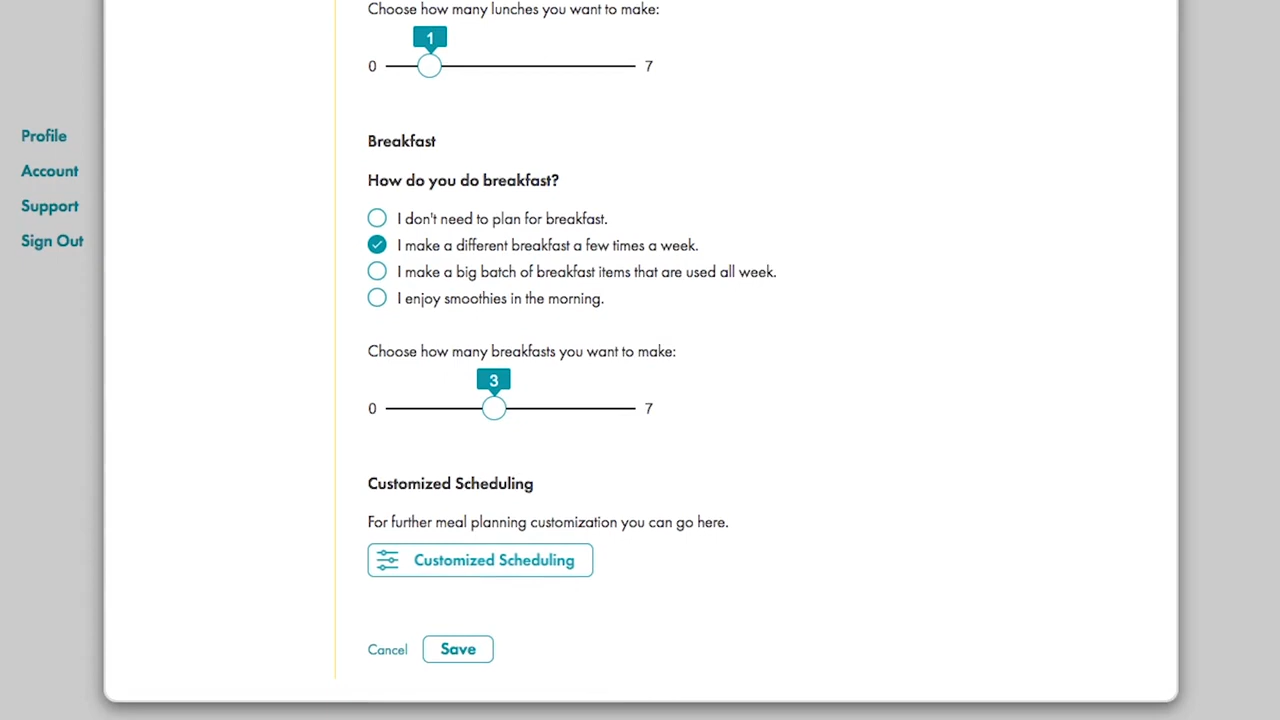 Choose how many lunches you want to make:
1
0 7
Profile
Account
Support
Sign Out
Breakfast
How do you do breakfast?
I don't need to plan for breakfast.
I make a different breakfast a few times a week.
I make a big batch of breakfast items that are used all week.
I enjoy smoothies in the morning.
Choose how many breakfasts you want to make:
3
0 7
Customized Scheduling
For further meal planning customization you can go here.
Customized Scheduling
Cancel Save